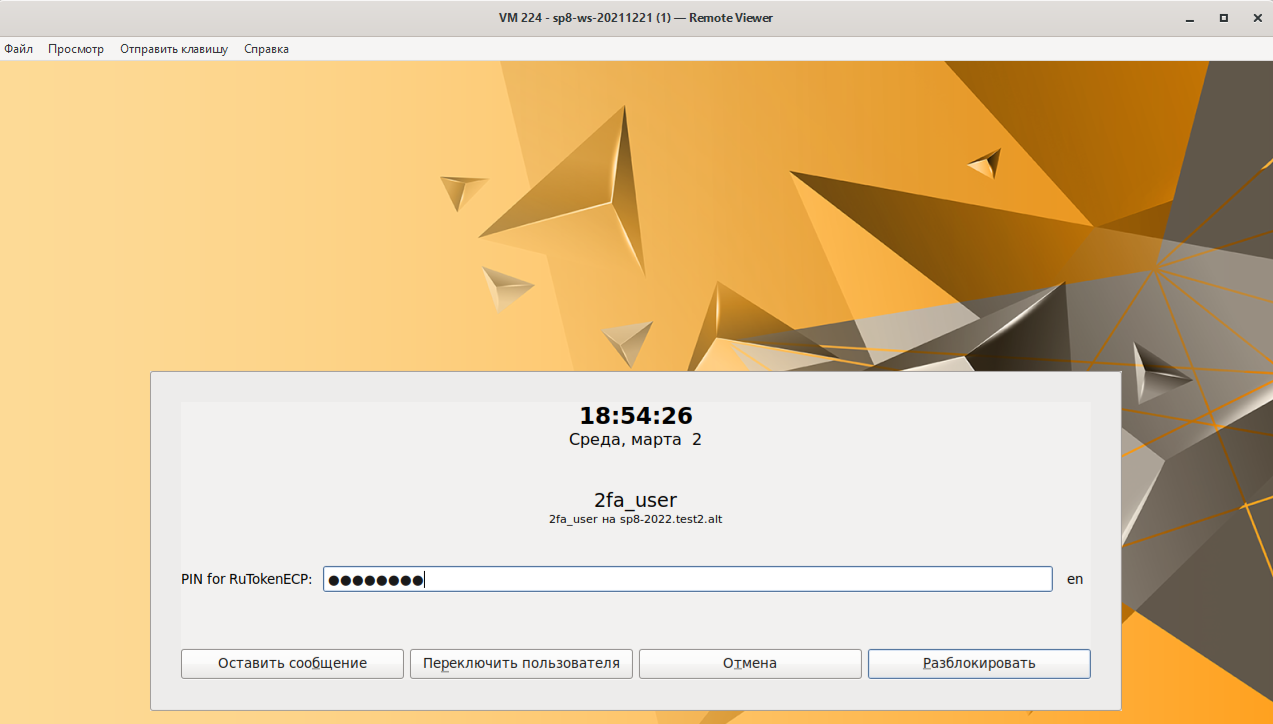 VM 224 - sp8-ws-20211221 (1) — Remote Viewer
Файл Просмотр Отправить клавишу Справка
18:54:26
Среда, марта 2
2fa_user
2fa_user на sp8-2022.test2.alt
PIN for RuTokenECP: ●●●●●●●● en
Оставить сообщение Переключить пользователя Отмена Разблокировать